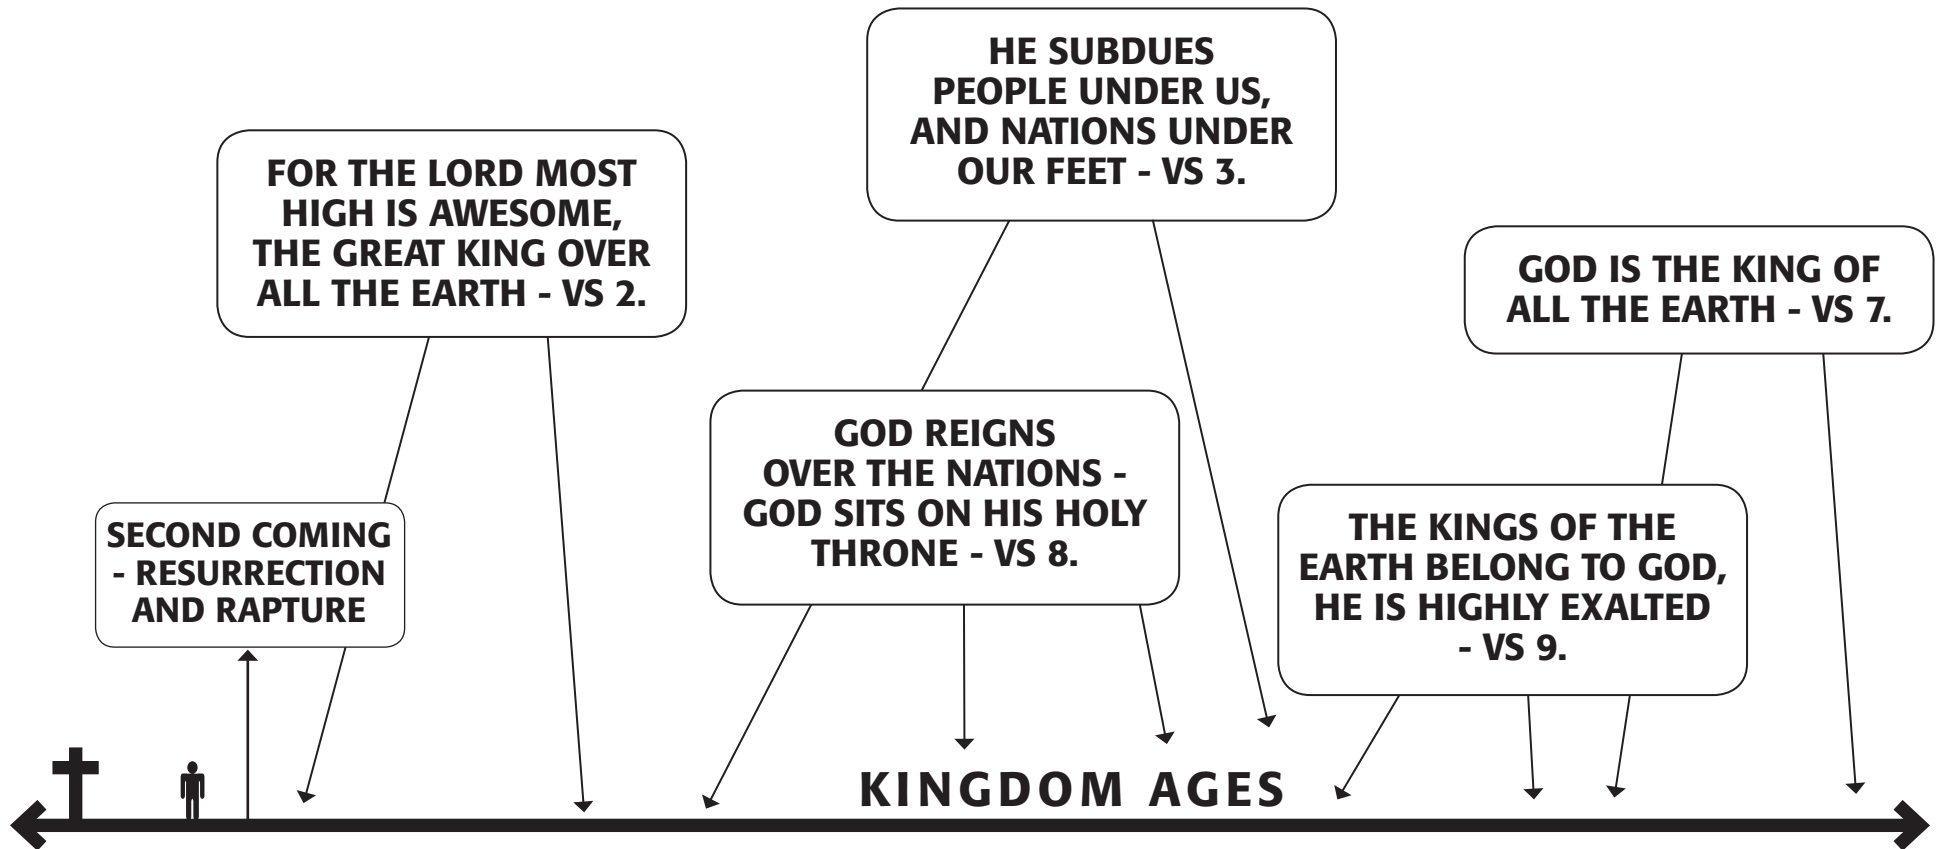 HE SUBDUES
PEOPLE UNDER US,
AND NATIONS UNDER
OUR FEET - VS 3.
FOR THE LORD MOST
HIGH IS AWESOME,
THE GREAT KING OVER
ALL THE EARTH - VS 2.
GOD IS THE KING OF
ALL THE EARTH - VS 7.
GOD REIGNS
OVER THE NATIONS -
GOD SITS ON HIS HOLY
THRONE - VS 8.
SECOND COMING
- RESURRECTION
AND RAPTURE
THE KINGS OF THE
EARTH BELONG TO GOD,
HE IS HIGHLY EXALTED
- VS 9.
KINGDOM AGES